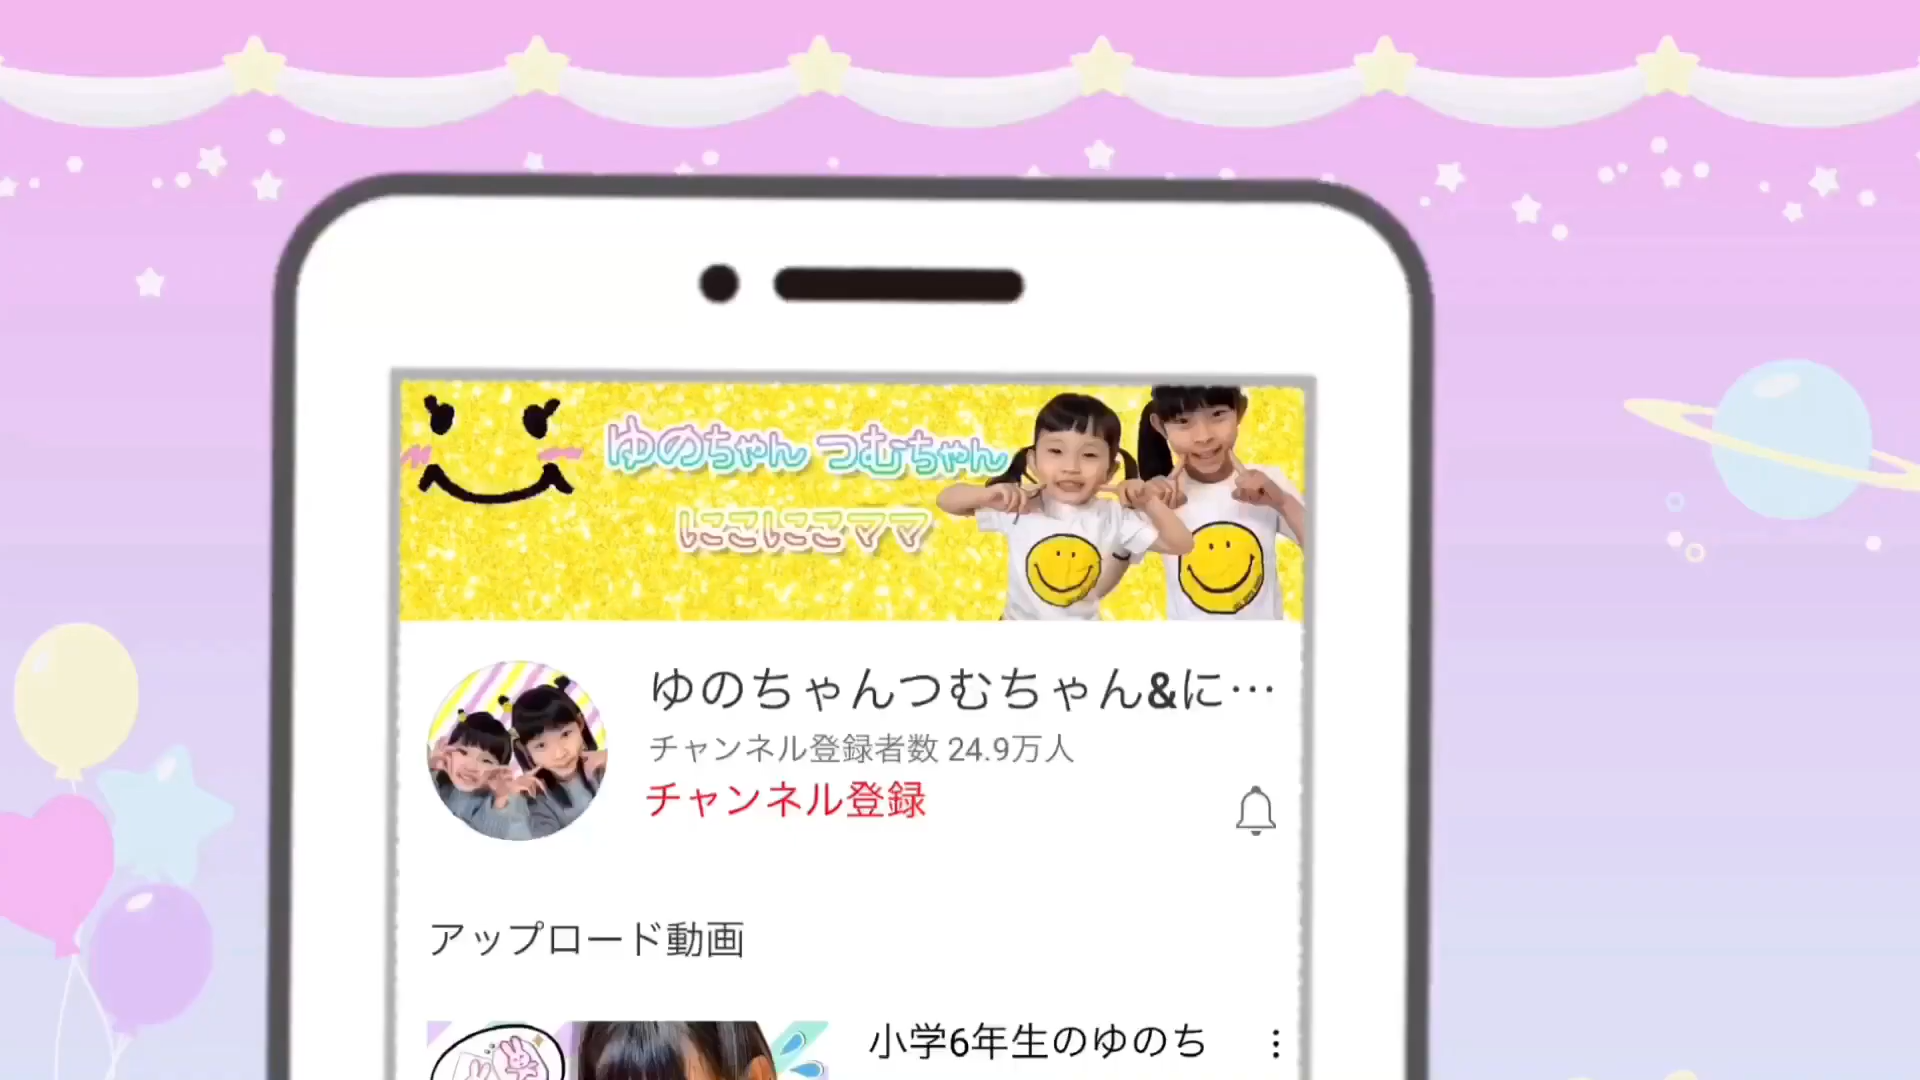 ゆのちゃん つむちゃん
にこにこママ
ゆのちゃんつむちゃん&に…
チャンネル登録者数 24.9万人
チャンネル登録
アップロード動画
小学6年生のゆのち